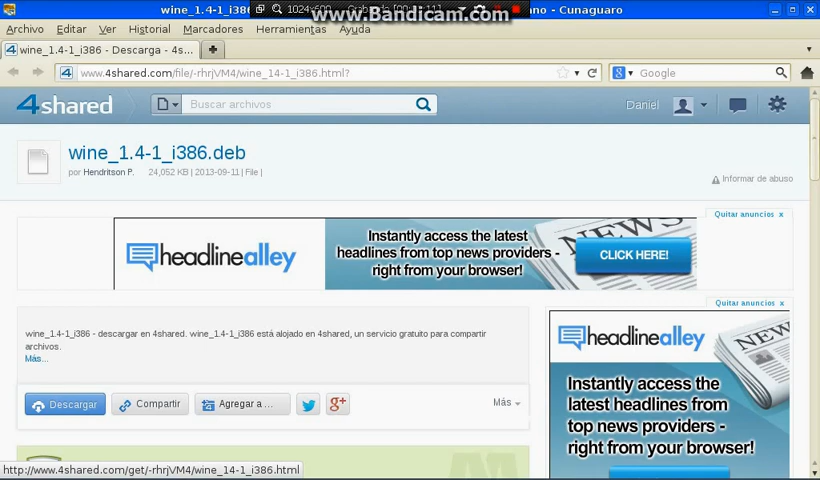 wine_1.4-1_i386
1024x600
www.Bandicam.com
ano - Cunaguaro
Archivo Editar Ver Historial Marcadores Herramientas Ayuda
wine_1.4-1_i386.deb - Descarga - 4s...
www.4shared.com/file/-rhrjVM4/wine_14-1_i386.html?
Google
4shared
Buscar archivos
Daniel
wine_1.4-1_i386.deb
por Hendritson P. 24,052 KB | 2013-09-11 | File |
Informar de abuso
Quitar anuncios x
headlinealley
Instantly access the latest
headlines from top news providers -
right from your browser!
NEWS
CLICK HERE!
Quitar anuncios x
wine_1.4-1_i386 - descargar en 4shared. wine_1.4-1_i386 está alojado en 4shared, un servicio gratuito para compartir
archivos.
Más...
Descargar
Compartir
Agregar a ...
Más
headlinealley
NEWS
Instantly access the
latest headlines from
top news providers -
right from your browser!
http://www.4shared.com/get/-rhrjVM4/wine_14-1_i386.html